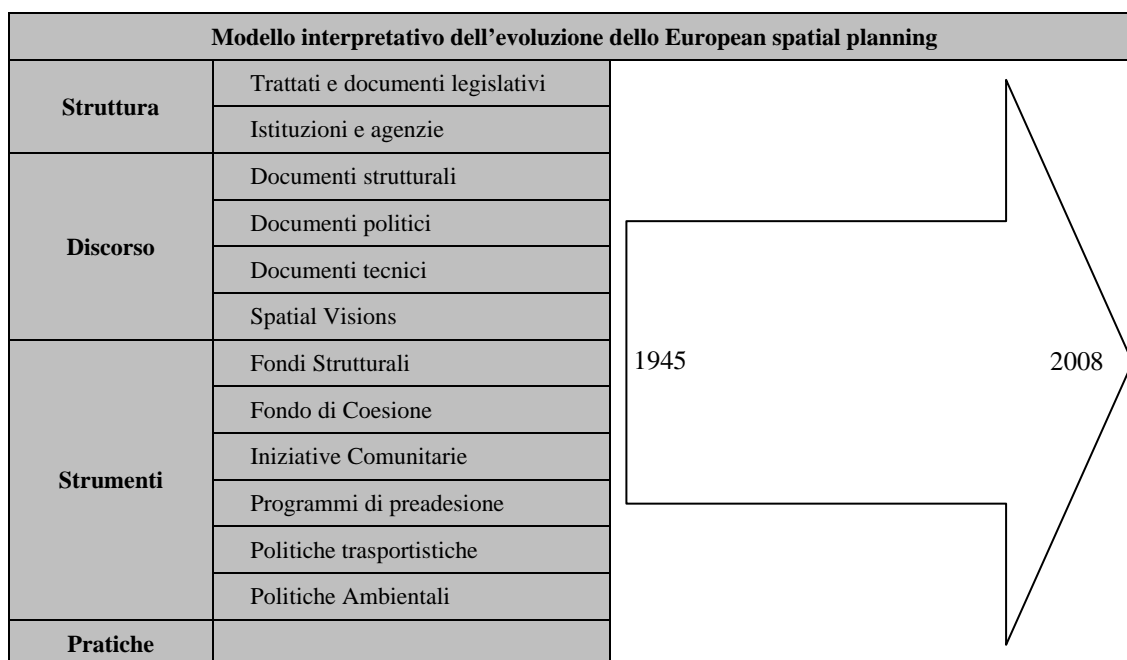 Modello interpretativo dell’evoluzione dello European spatial planning
Struttura
Trattati e documenti legislativi
Istituzioni e agenzie
Discorso
Documenti strutturali
Documenti politici
Documenti tecnici
Spatial Visions
Strumenti
Fondi Strutturali
Fondo di Coesione
Iniziative Comunitarie
Programmi di preadesione
Politiche trasportistiche
Politiche Ambientali
Pratiche
1945
2008